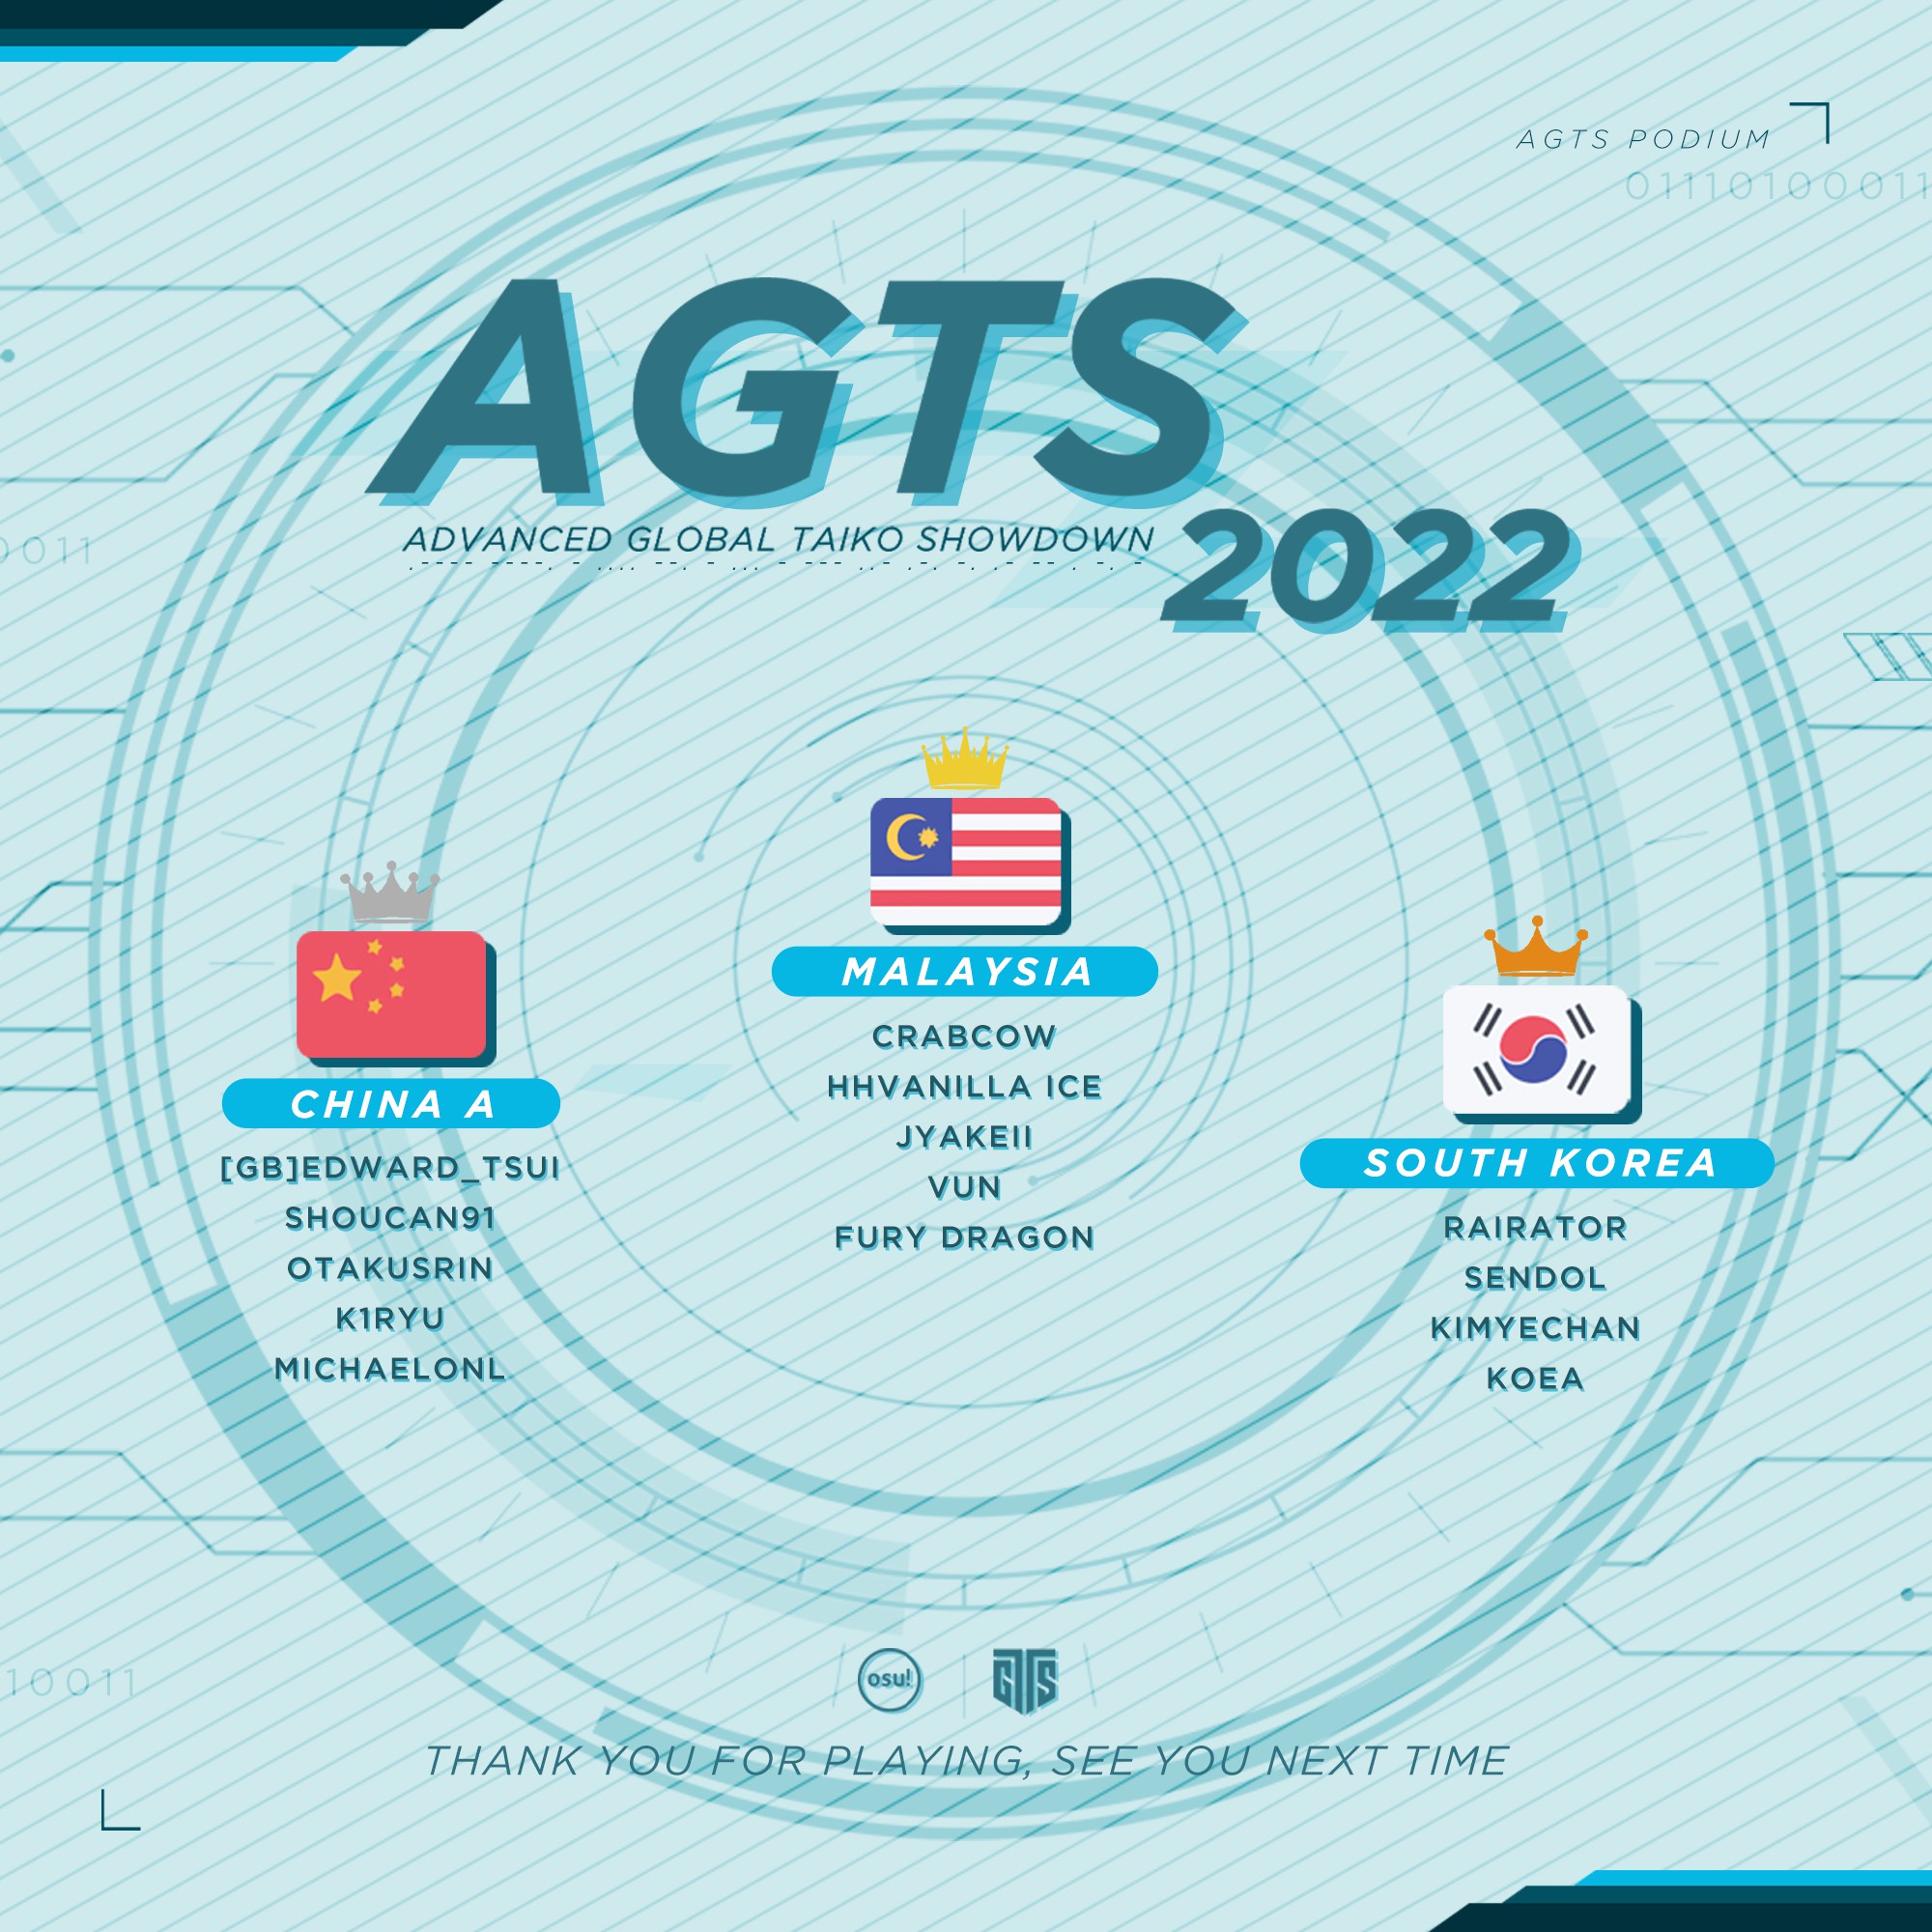 AGTS PODIUM
01110100011
AGTS
ADVANCED GLOBAL TAIKO SHOWDOWN
2022
0011
MALAYSIA
CRABCOW
HHVANILLA ICE
JYAKEII
VUN
FURY DRAGON
CHINA A
[GB]EDWARD_TSUI
SHOUCAN91
OTAKUSRIN
K1RYU
MICHAELONL
SOUTH KOREA
RAIRATOR
SENDOL
KIMYECHAN
KOEA
10011
osu!
GTS
THANK YOU FOR PLAYING, SEE YOU NEXT TIME